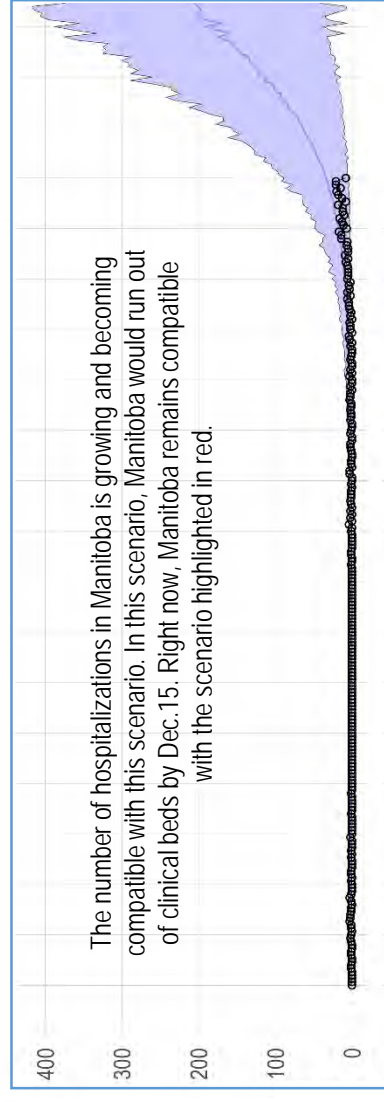 The number of hospitalizations in Manitoba is growing and becoming
compatible with this scenario. In this scenario, Manitoba would run out
of clinical beds by Dec.15. Right now, Manitoba remains compatible
with the scenario highlighted in red.
400
300
200
100
0